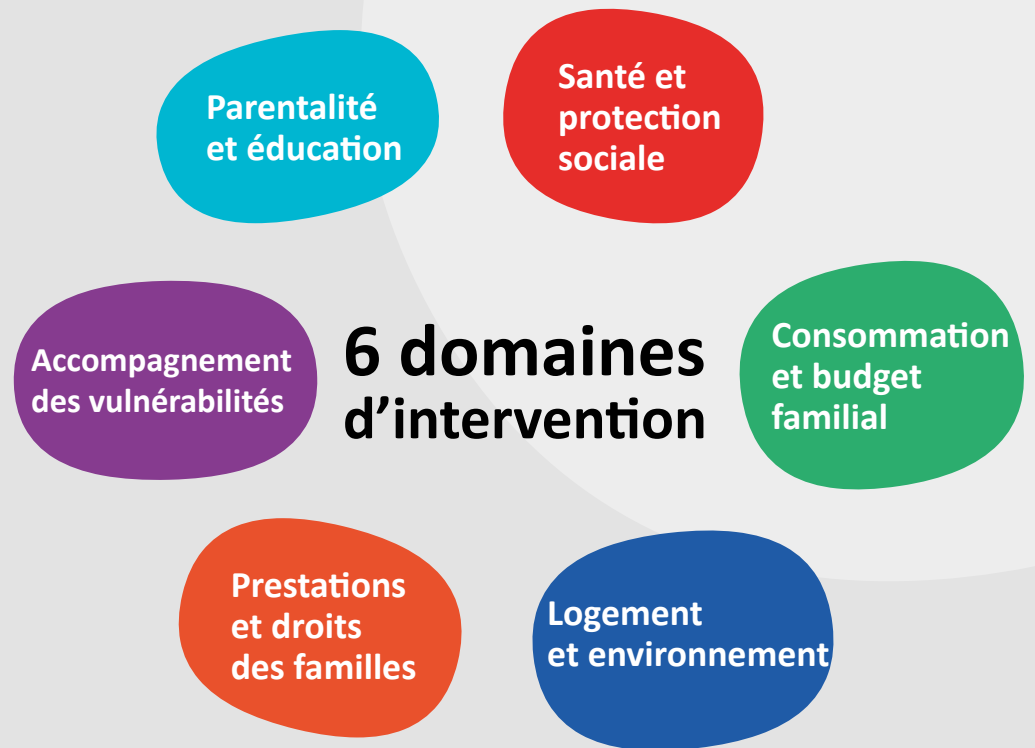 Parentalité
et éducation
Santé et
protection
sociale
Accompagnement
des vulnérabilités
6 domaines
d’intervention
Consommation
et budget
familial
Prestations
et droits
des familles
Logement
et environnement